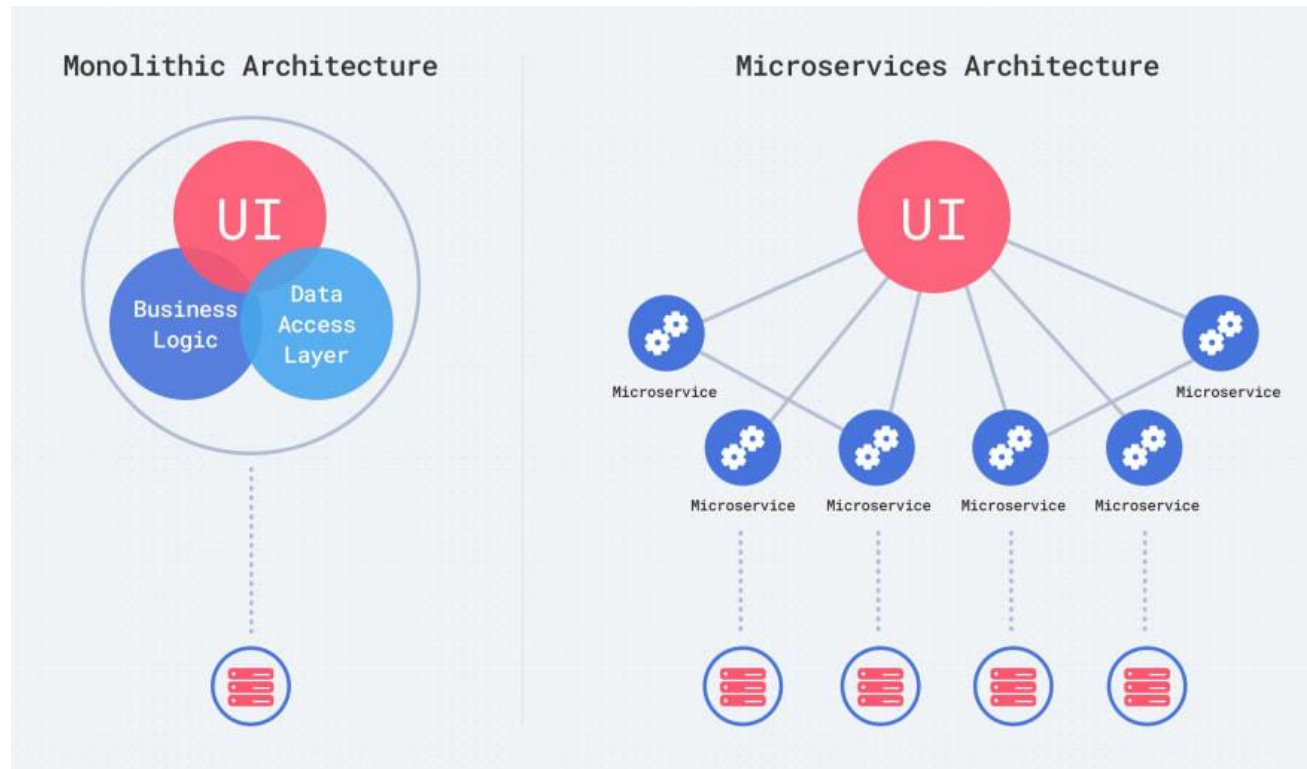 Monolithic Architecture
UI
Business
Logic
Data
Access
Layer
Microservices Architecture
UI
Microservice
Microservice
Microservice
Microservice
Microservice
Microservice